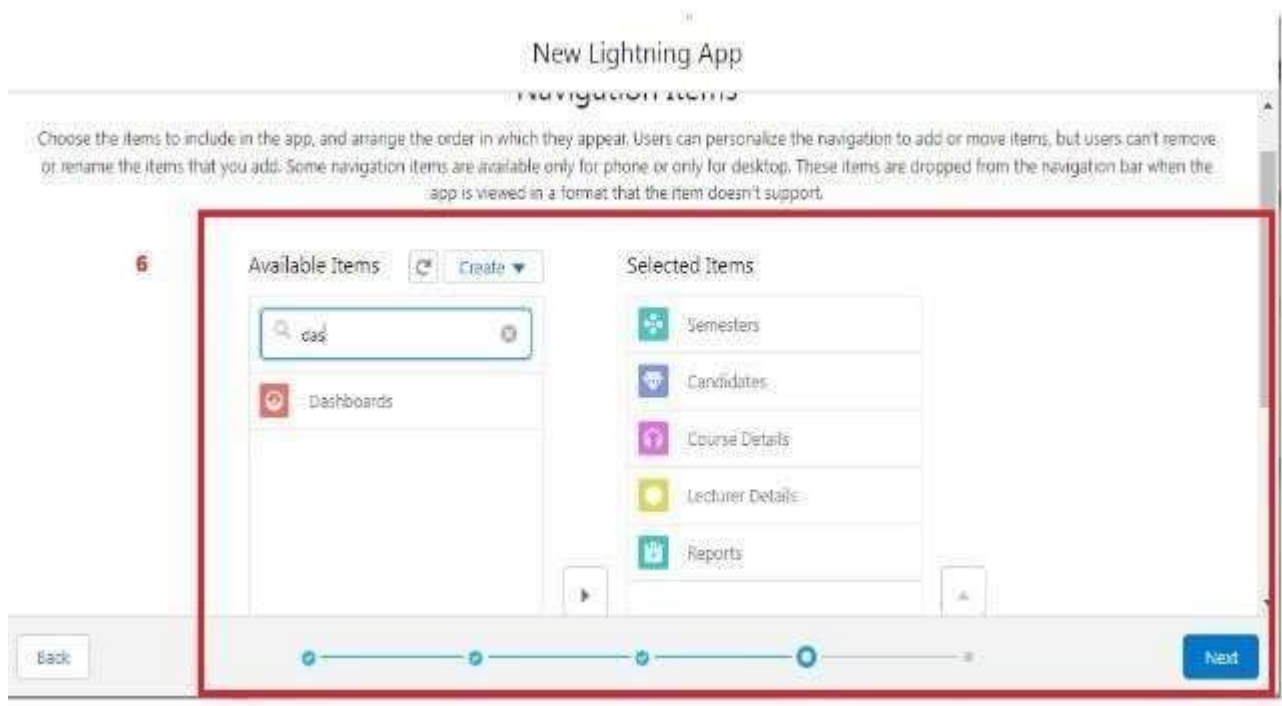 New Lightning App
Navigation Items
Choose the items to include in the app, and arrange the order in which they appear. Users can personalize the navigation to add or move items, but users can't remove
or rename the items that you add. Some navigation items are available only for phone or only for desktop. These items are dropped from the navigation bar when the
app is viewed in a format that the item doesn't support.
6
Available Items
Create
Selected Items
das
Dashboards
Semesters
Candidates
Course Details
Lecturer Details
Reports
Back
Next